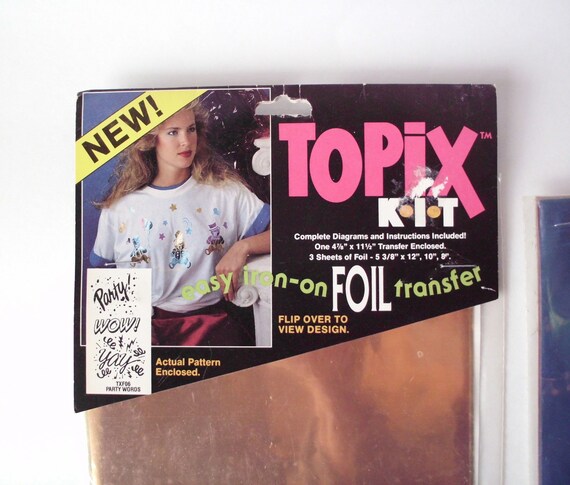 NEW!
TOPIX™
K•I•T
Complete Diagrams and Instructions Included!
One 4⅞" x 11½" Transfer Enclosed.
3 Sheets of Foil - 5 3/8" x 12", 10", 8".
easy iron-on FOIL transfer
FLIP OVER TO
VIEW DESIGN.
Party!
WOW!
Yay
TXF06
PARTY WORDS
Actual Pattern
Enclosed.